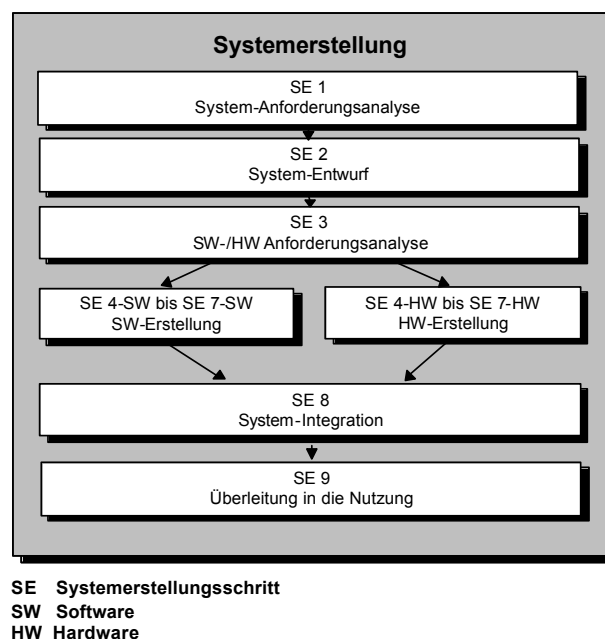 Systemerstellung
SE 1
System-Anforderungsanalyse
SE 2
System-Entwurf
SE 3
SW-/HW Anforderungsanalyse
SE 4-SW bis SE 7-SW
SW-Erstellung
SE 4-HW bis SE 7-HW
HW-Erstellung
SE 8
System-Integration
SE 9
Überleitung in die Nutzung
SE Systemerstellungsschritt
SW Software
HW Hardware